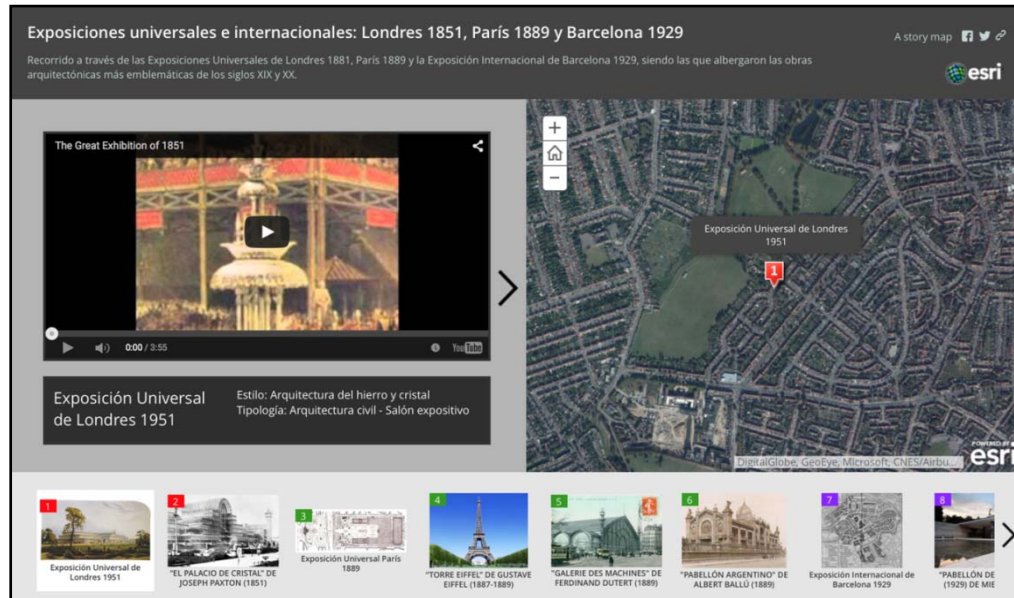 Exposiciones universales e internacionales: Londres 1851, París 1889 y Barcelona 1929
A story map
Recorrido a través de las Exposiciones Universales de Londres 1881, París 1889 y la Exposición Internacional de Barcelona 1929, siendo las que albergaron las obras
arquitectónicas más emblemáticas de los siglos XIX y XX.
esri
The Great Exhibition of 1851
0:00 / 3:55
YouTube
Exposición Universal
de Londres 1951
Estilo: Arquitectura del hierro y cristal
Tipología: Arquitectura civil - Salón expositivo
+
−
Exposición Universal de Londres
1951
1
POWERED BY
esri
DigitalGlobe, GeoEye, Microsoft, CNES/Airbu...
1
Exposición Universal de
Londres 1951
2
"EL PALACIO DE CRISTAL" DE
JOSEPH PAXTON (1851)
3
Exposición Universal París
1889
4
"TORRE EIFFEL" DE GUSTAVE
EIFFEL (1887-1889)
5
"GALERIE DES MACHINES" DE
FERDINAND DUTERT (1889)
6
"PABELLÓN ARGENTINO" DE
ALBERT BALLÚ (1889)
7
Exposición Internacional de
Barcelona 1929
8
"PABELLÓN DE
(1929) DE MIE